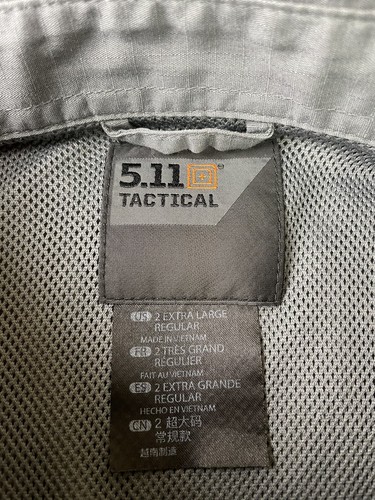 5.11
TACTICAL
US 2 EXTRA LARGE
REGULAR
MADE IN VIETNAM
FR 2 TRÈS GRAND
RÉGULIER
FAIT AU VIETNAM
ES 2 EXTRA GRANDE
REGULAR
HECHO EN VIETNAM
CN 2 超大码
常规款
越南制造